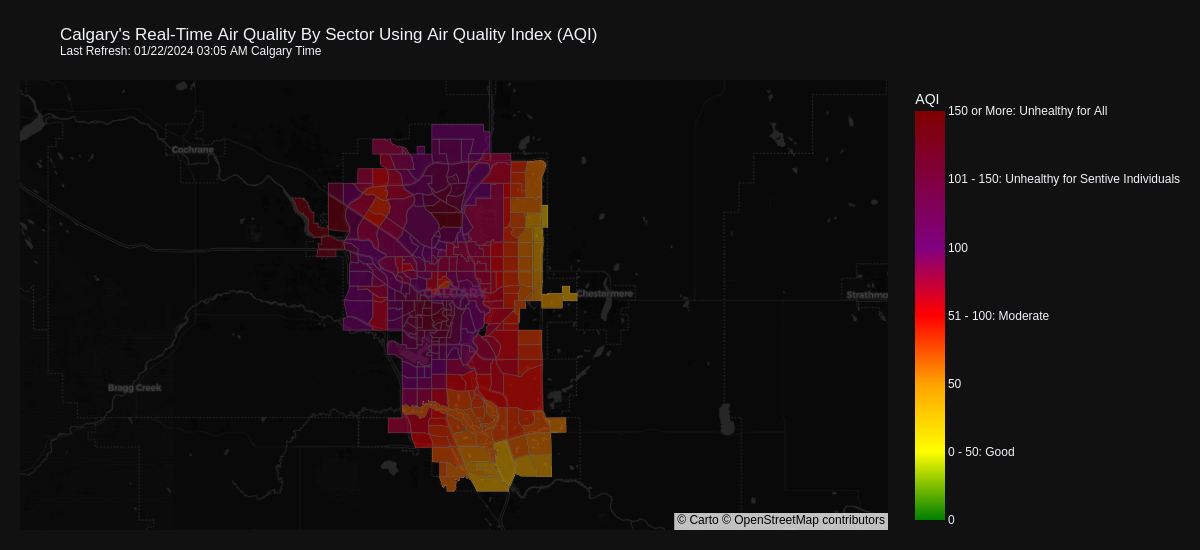 Calgary's Real-Time Air Quality By Sector Using Air Quality Index (AQI)
Last Refresh: 01/22/2024 03:05 AM Calgary Time
AQI
150 or More: Unhealthy for All
Cochrane
101 - 150: Unhealthy for Sentive Individuals
100
CALGARY
Chestermere
Strathmo
51 - 100: Moderate
Bragg Creek
50
0 - 50: Good
© Carto © OpenStreetMap contributors
0